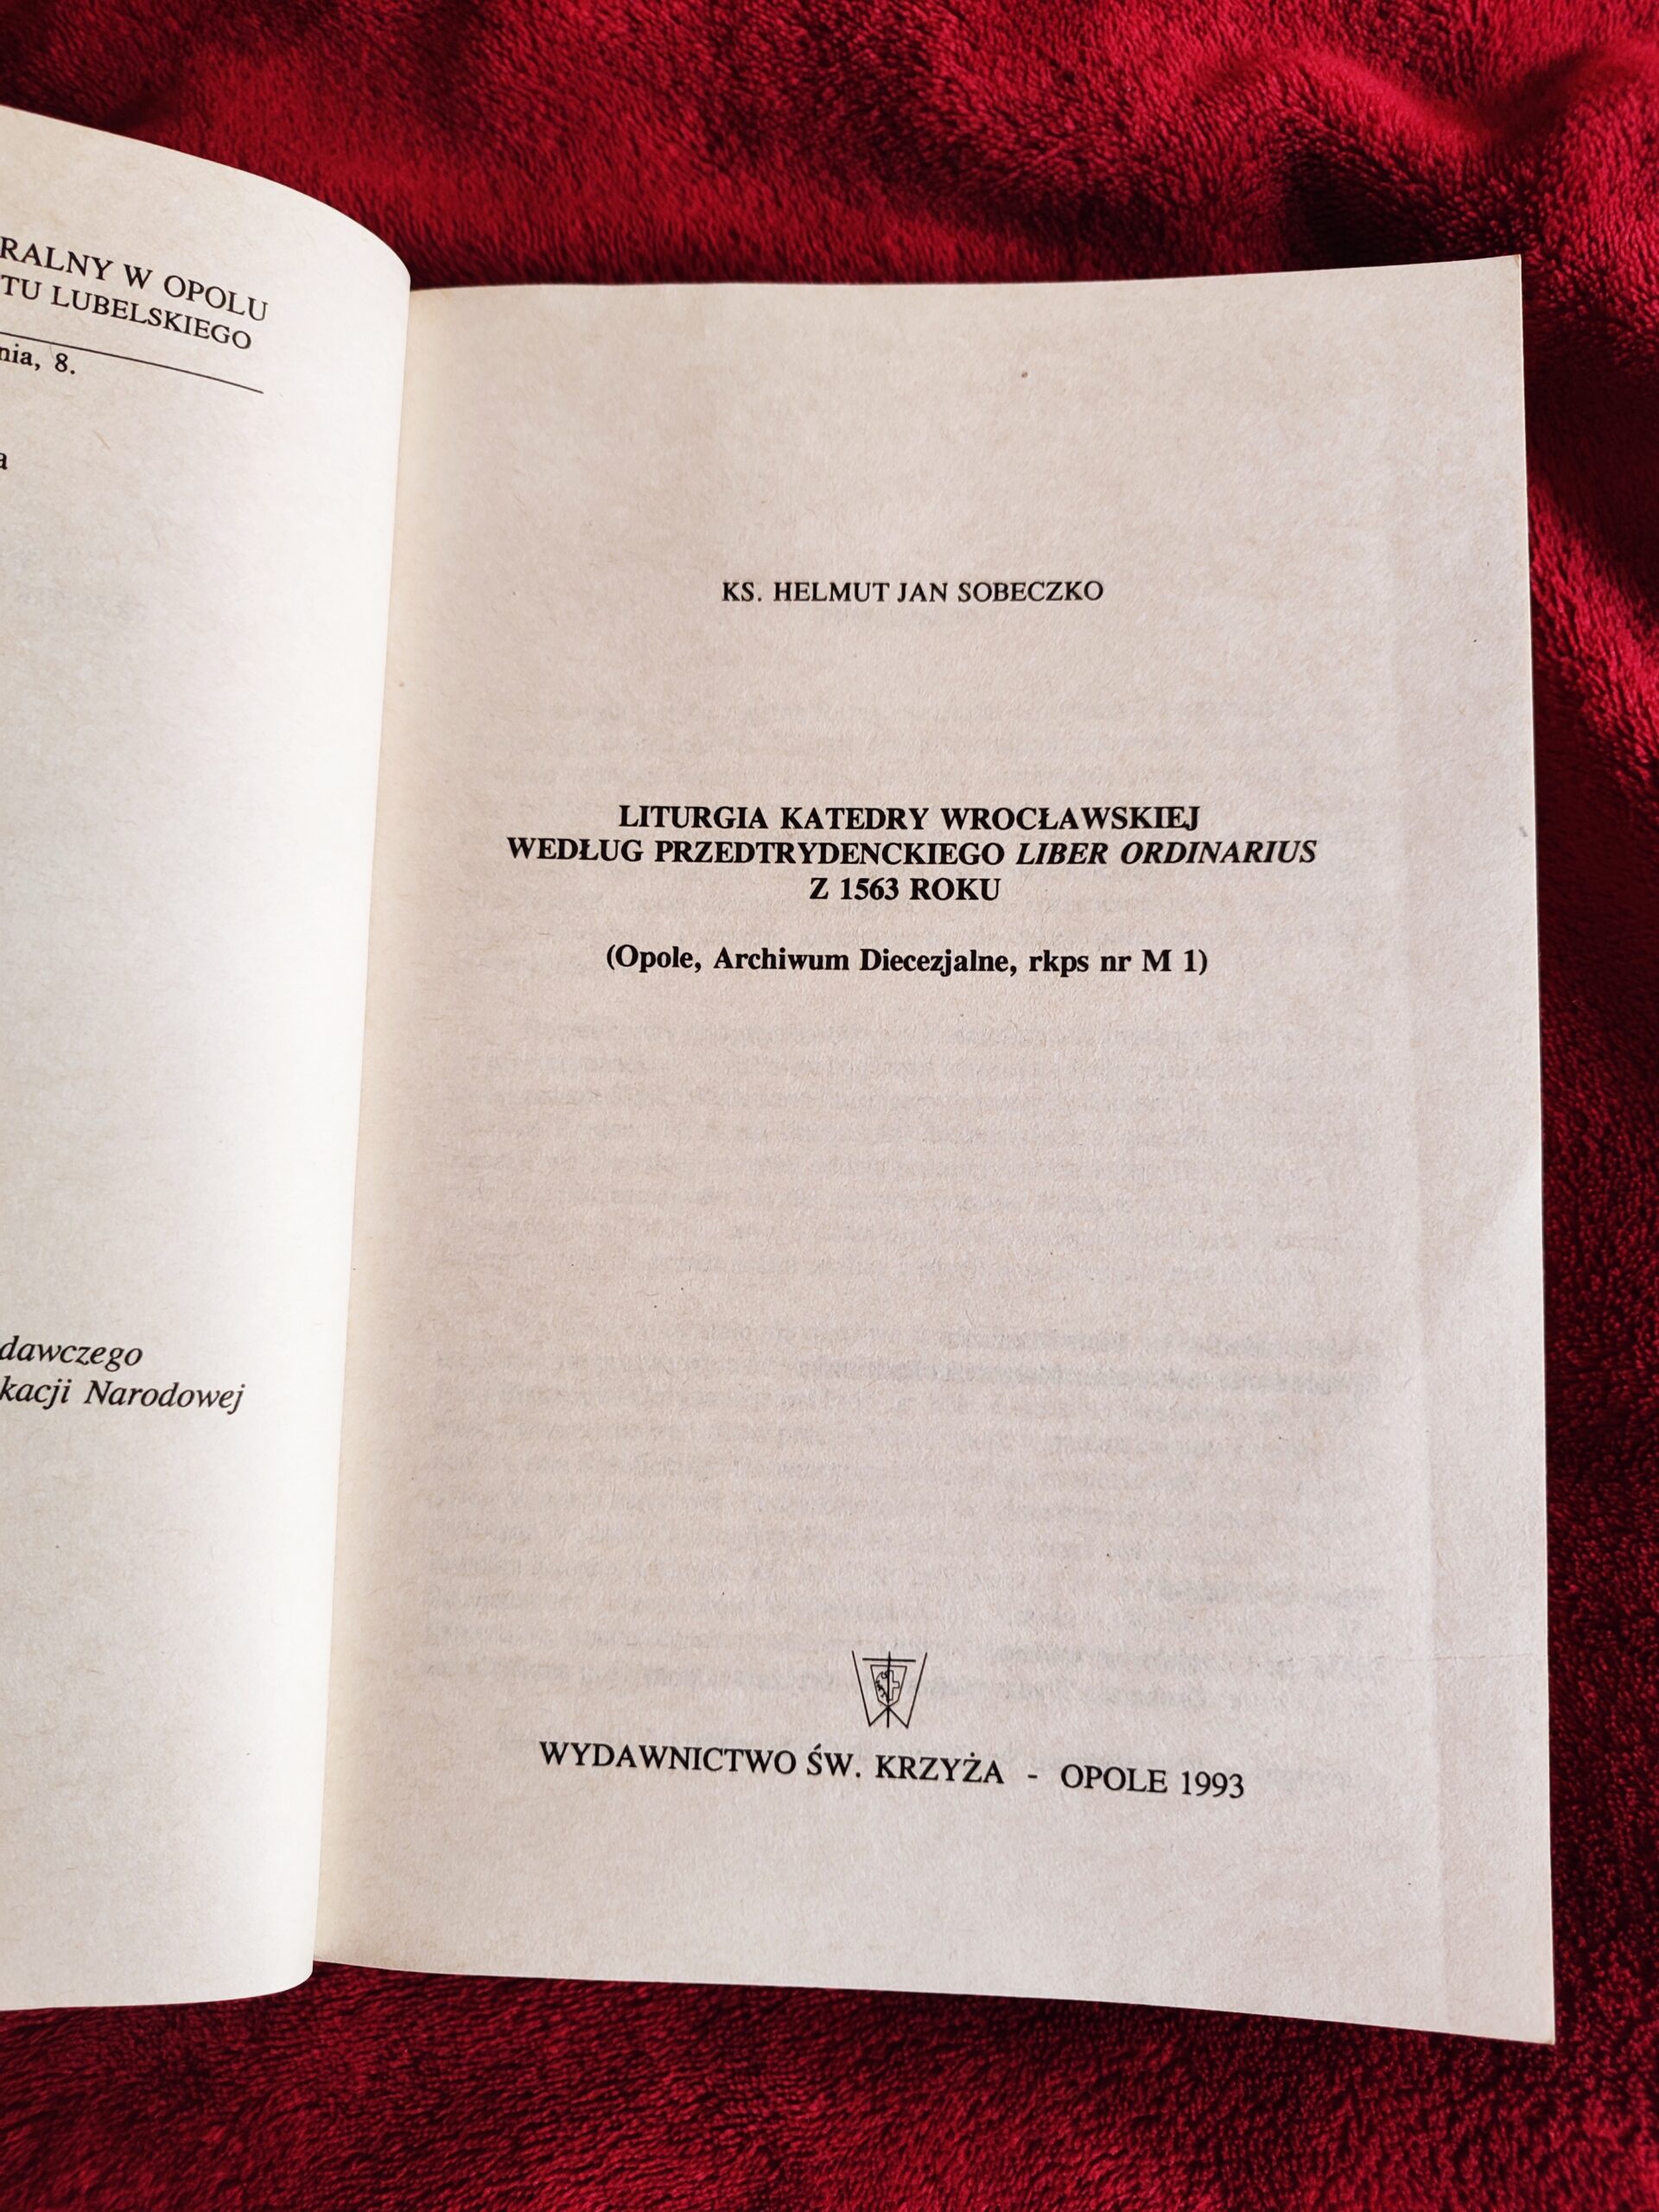 RALNY W OPOLU
TU LUBELSKIEGO
nia, 8.
a
dawczego
kacji Narodowej
KS. HELMUT JAN SOBECZKO
LITURGIA KATEDRY WROCŁAWSKIEJ
WEDŁUG PRZEDTRYDENCKIEGO LIBER ORDINARIUS
Z 1563 ROKU
(Opole, Archiwum Diecezjalne, rkps nr M 1)
WYDAWNICTWO ŚW. KRZYŻA - OPOLE 1993